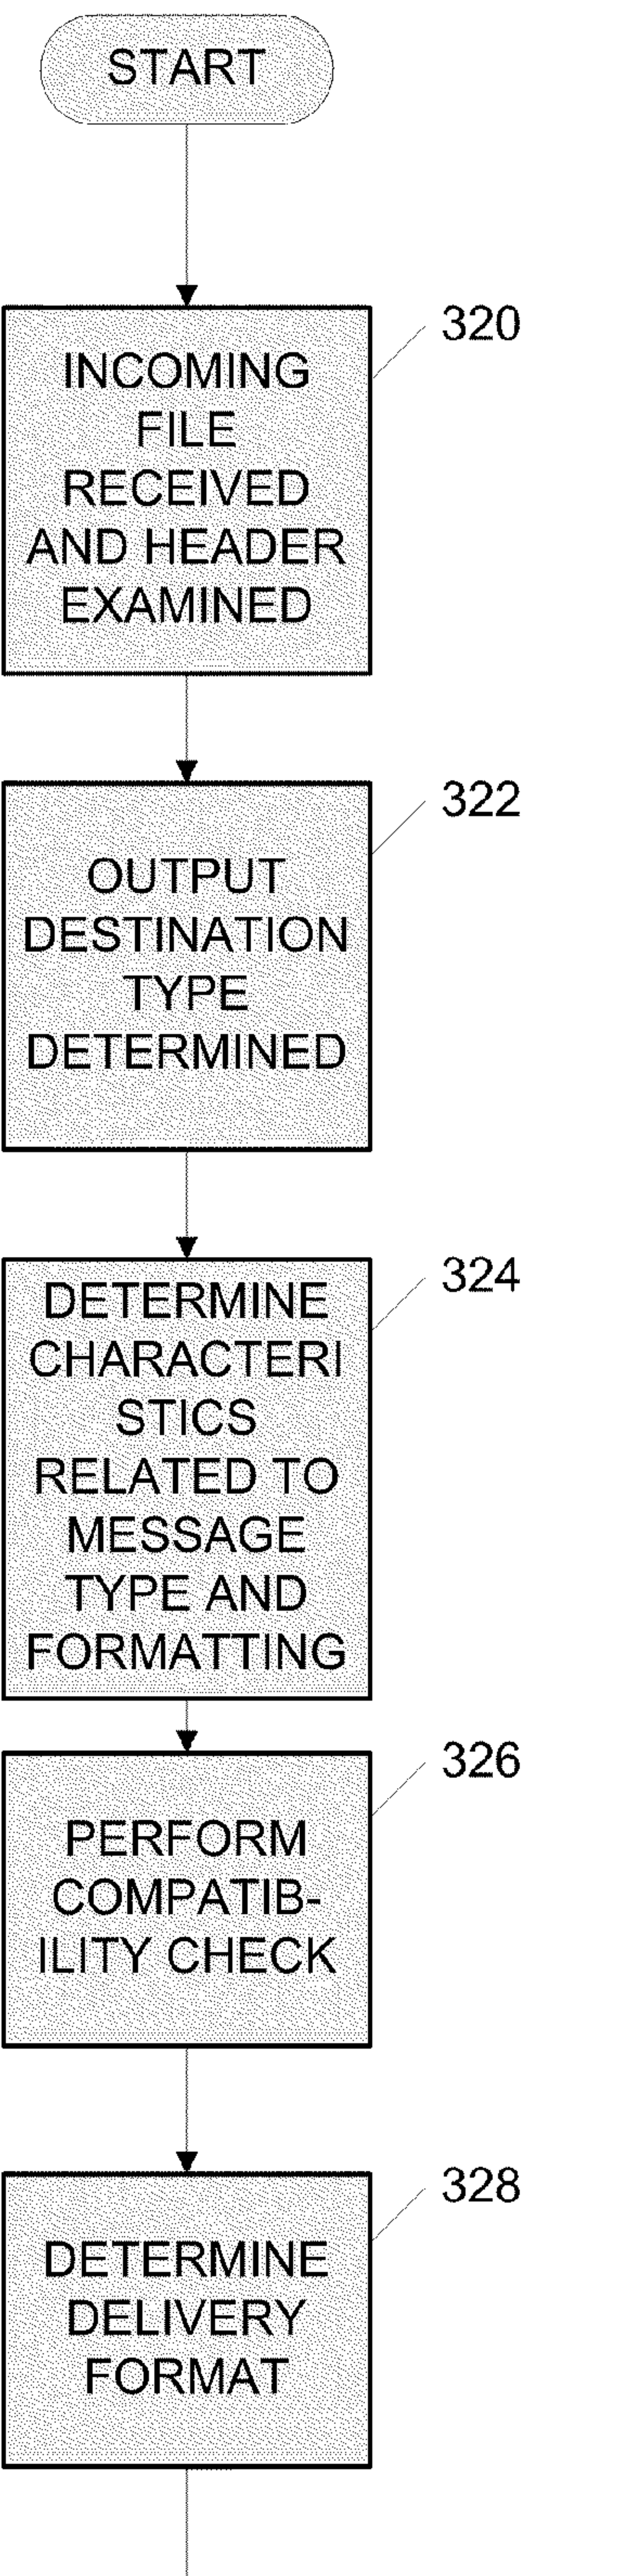 START
320
INCOMING
FILE
RECEIVED
AND HEADER
EXAMINED
322
OUTPUT
DESTINATION
TYPE
DETERMINED
324
DETERMINE
CHARACTERI
STICS
RELATED TO
MESSAGE
TYPE AND
FORMATTING
326
PERFORM
COMPATIB-
ILITY CHECK
328
DETERMINE
DELIVERY
FORMAT